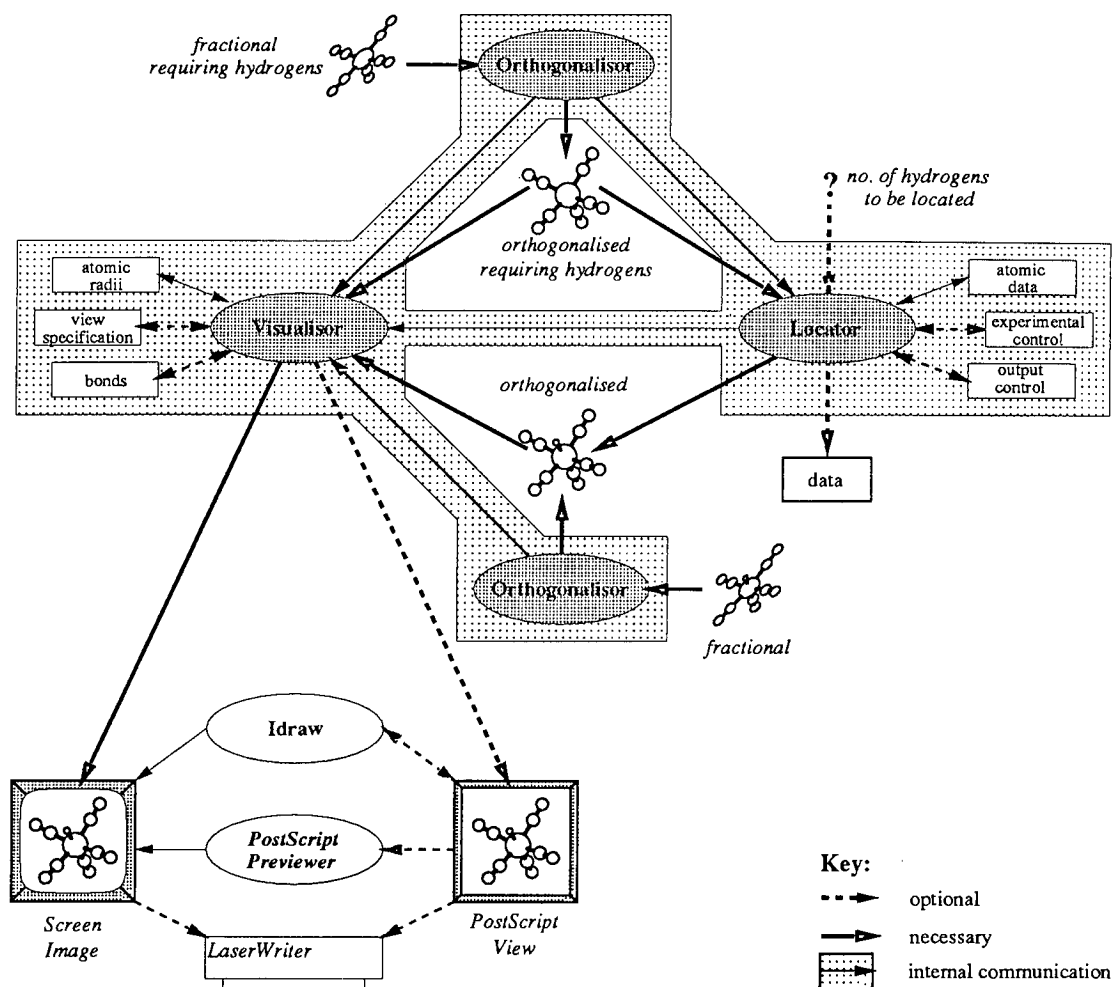 fractional
requiring hydrogens
Orthogonalisor
no. of hydrogens
to be located
orthogonalised
requiring hydrogens
atomic
radii
view
specification
bonds
Visualisor
Locator
atomic
data
experimental
control
output
control
orthogonalised
data
Orthogonalisor
fractional
Idraw
PostScript
Previewer
Screen
Image
LaserWriter
PostScript
View
Key:
optional
necessary
internal communication